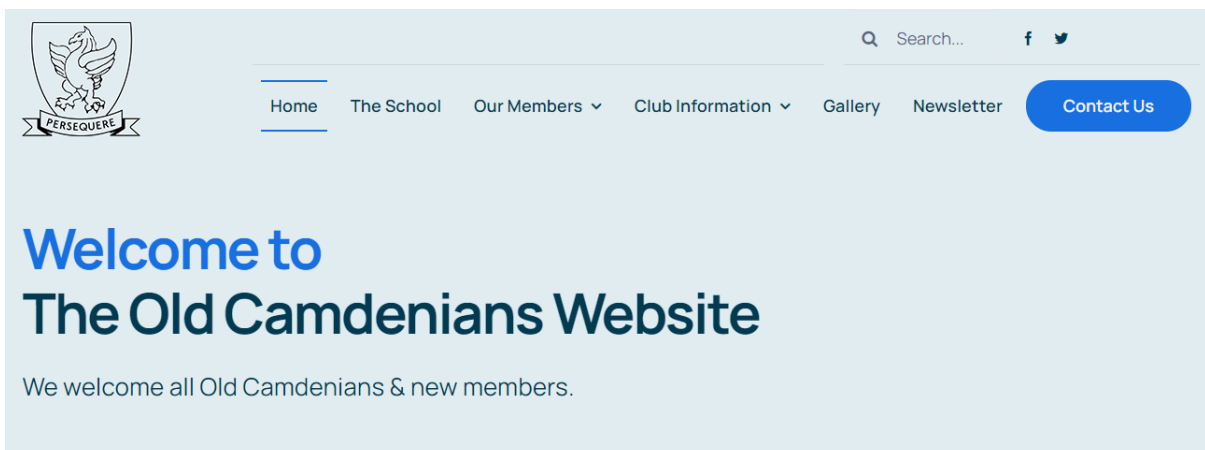 PERSEQUERE
Search...
Home The School Our Members Club Information Gallery Newsletter Contact Us
Welcome to
The Old Camdenians Website
We welcome all Old Camdenians & new members.